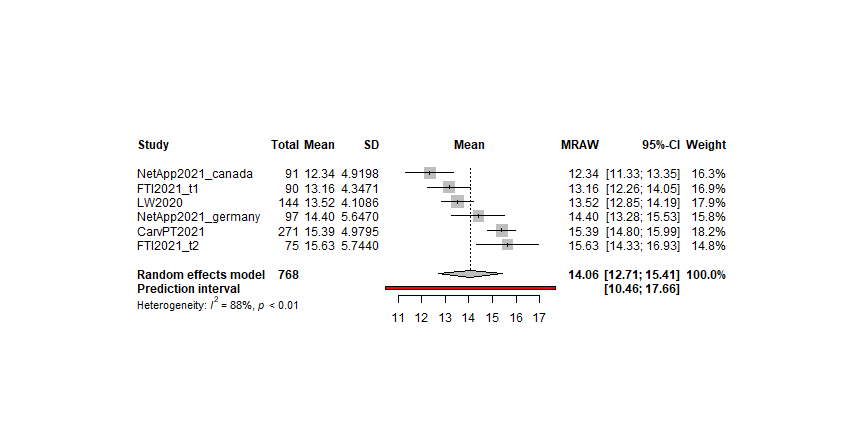 Study Total Mean SD Mean MRAW 95%-CI Weight
NetApp2021_canada 91 12.34 4.9198 12.34 [11.33; 13.35] 16.3%
FTI2021_t1 90 13.16 4.3471 13.16 [12.26; 14.05] 16.9%
LW2020 144 13.52 4.1086 13.52 [12.85; 14.19] 17.9%
NetApp2021_germany 97 14.40 5.6470 14.40 [13.28; 15.53] 15.8%
CarvPT2021 271 15.39 4.9795 15.39 [14.80; 15.99] 18.2%
FTI2021_t2 75 15.63 5.7440 15.63 [14.33; 16.93] 14.8%
Random effects model 768 14.06 [12.71; 15.41] 100.0%
Prediction interval [10.46; 17.66]
Heterogeneity: I² = 88%, p < 0.01
11 12 13 14 15 16 17